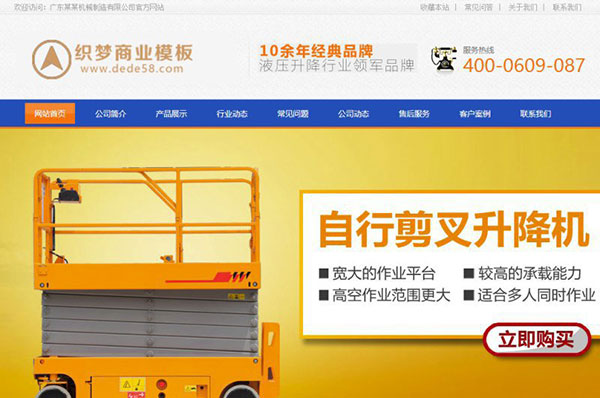 欢迎访问：广东某某机械制造有限公司官方网站
收藏本站 | 常见问答 | 关于我们 | 联系我们
织梦商业模板
www.dede58.com
10余年经典品牌
液压升降行业领军品牌
服务热线
400-0609-087
网站首页 公司简介 产品展示 行业动态 常见问题 公司动态 售后服务 客户案例 联系我们
自行剪叉升降机
■ 宽大的作业平台 ■ 较高的承载能力
■ 高空作业范围更大 ■ 适合多人同时作业
立即购买